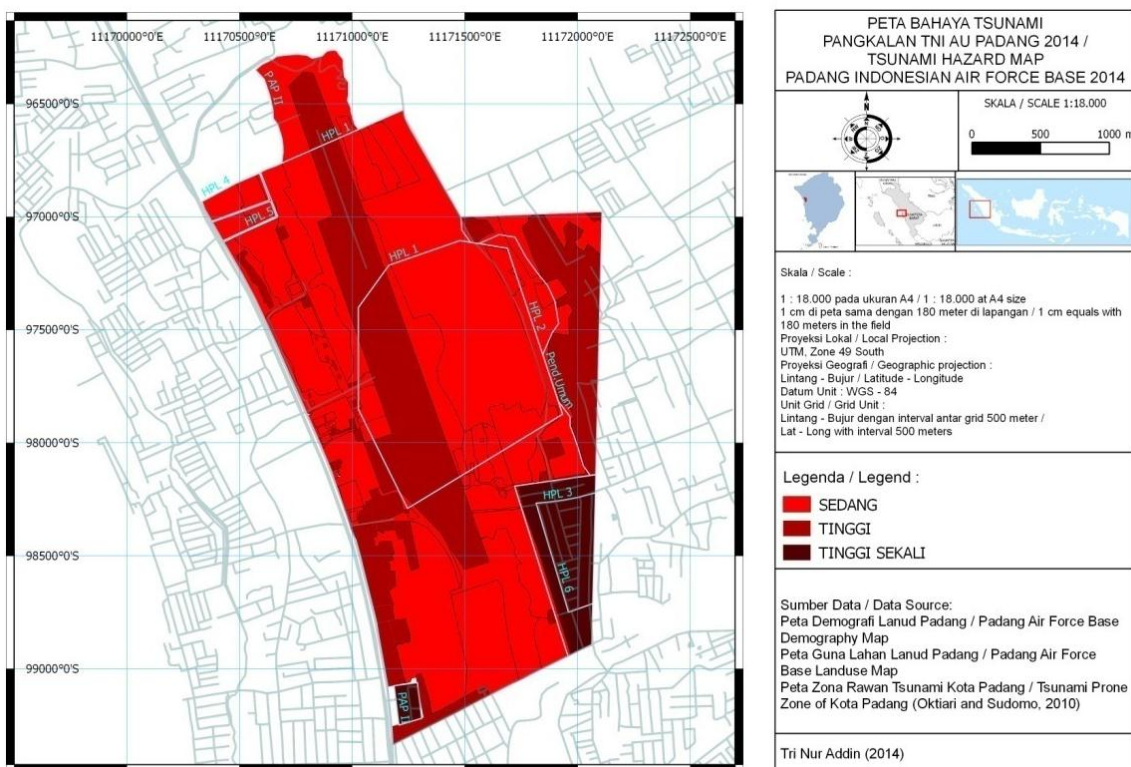 11170000°0'E 11170500°0'E 11171000°0'E 11171500°0'E 11172000°0'E 11172500°0'E
96500°0'S
97000°0'S
97500°0'S
98000°0'S
98500°0'S
99000°0'S
PAP II
HPL 1
HPL 4
HPL 5
HPL 1
HPL 2
Pend.Umum
HPL 3
HPL 6
PAP I
PETA BAHAYA TSUNAMI
PANGKALAN TNI AU PADANG 2014 /
TSUNAMI HAZARD MAP
PADANG INDONESIAN AIR FORCE BASE 2014
N
SKALA / SCALE 1:18.000
0 500 1000 m
Skala / Scale :
1 : 18.000 pada ukuran A4 / 1 : 18.000 at A4 size
1 cm di peta sama dengan 180 meter di lapangan / 1 cm equals with
180 meters in the field
Proyeksi Lokal / Local Projection :
UTM, Zone 49 South
Proyeksi Geografi / Geographic projection :
Lintang - Bujur / Latitude - Longitude
Datum Unit : WGS - 84
Unit Grid / Grid Unit :
Lintang - Bujur dengan interval antar grid 500 meter /
Lat - Long with interval 500 meters
Legenda / Legend :
SEDANG
TINGGI
TINGGI SEKALI
Sumber Data / Data Source:
Peta Demografi Lanud Padang / Padang Air Force Base
Demography Map
Peta Guna Lahan Lanud Padang / Padang Air Force
Base Landuse Map
Peta Zona Rawan Tsunami Kota Padang / Tsunami Prone
Zone of Kota Padang (Oktiari and Sudomo, 2010)
Tri Nur Addin (2014)